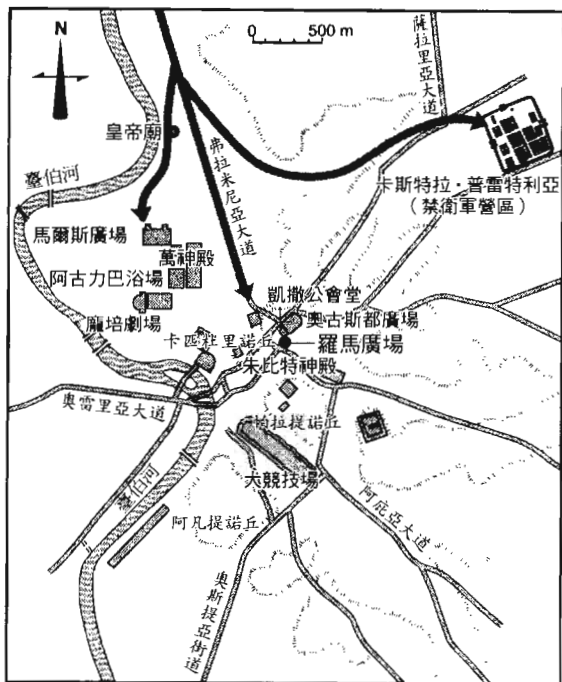 N
0 500 m
薩拉里亞大道
皇帝廟
弗拉米尼亞大道
臺伯河
卡斯特拉·普雷特利亞
(禁衛軍營區)
馬爾斯廣場
萬神殿
阿古力巴浴場
凱撒公會堂
龐培劇場
奧古斯都廣場
卡匹杜里諾丘
羅馬廣場
朱比特神殿
奧雷里亞大道
帕拉提諾丘
大競技場
臺伯河
阿凡提諾丘
阿庇亞大道
奧斯提亞街道